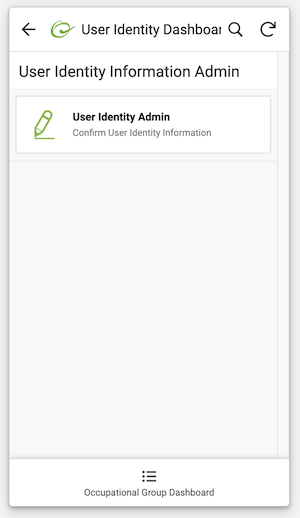 User Identity Dashboar
User Identity Information Admin
User Identity Admin
Confirm User Identity Information
Occupational Group Dashboard